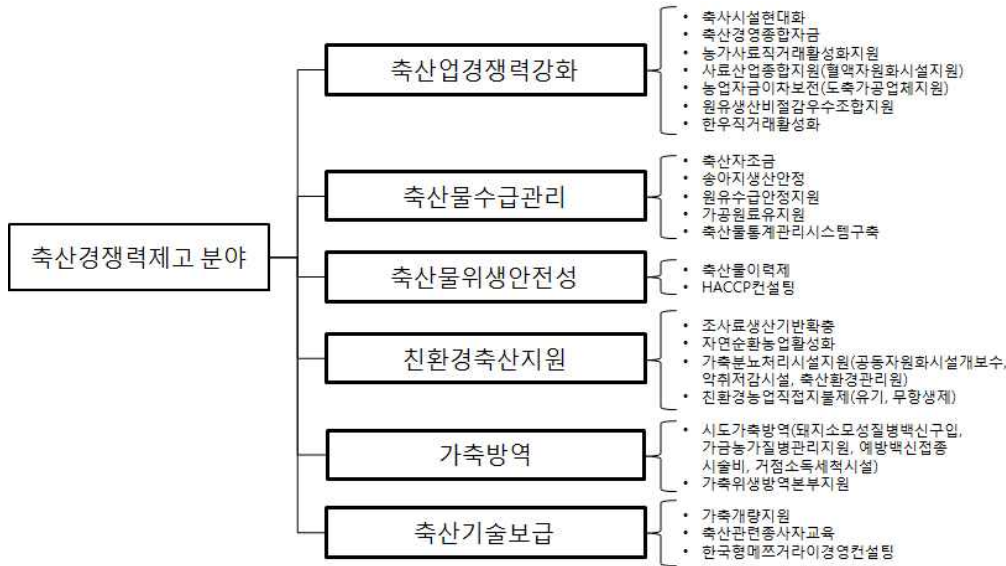 축산경쟁력제고 분야
축산업경쟁력강화
• 축사시설현대화
• 축산경영종합자금
• 농가사료직거래활성화지원
• 사료산업종합지원(혈액자원화시설지원)
• 농업자금이차보전(도축가공업체지원)
• 원유생산비절감우수조합지원
• 한우직거래활성화
축산물수급관리
• 축산자조금
• 송아지생산안정
• 원유수급안정지원
• 가공원료유지원
• 축산물통계관리시스템구축
축산물위생안전성
• 축산물이력제
• HACCP컨설팅
친환경축산지원
• 조사료생산기반확충
• 자연순환농업활성화
• 가축분뇨처리시설지원(공동자원화시설개보수,
악취저감시설, 축산환경관리원)
• 친환경농업직접지불제(유기, 무항생제)
가축방역
• 시도가축방역(돼지소모성질병백신구입,
가금농가질병관리지원, 예방백신접종
시술비, 거점소독세척시설)
• 가축위생방역본부지원
축산기술보급
• 가축개량지원
• 축산관련종사자교육
• 한국형메쯔거라이경영컨설팅